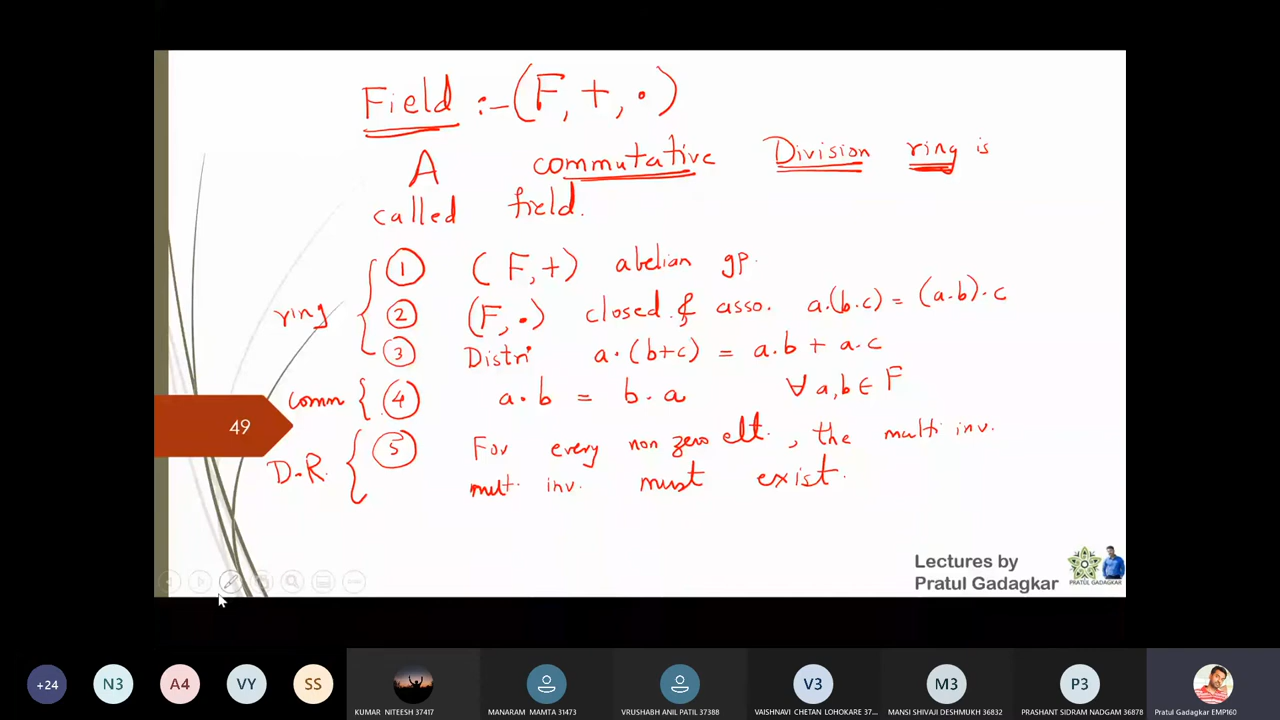 Field :- (F, +, •)
A commutative Division ring is
called field.
ring
① (F, +) abelian gp.
② (F, •) closed & asso. a.(b.c) = (a.b).c
③ Distri a.(b+c) = a.b + a.c
comm ④ a.b = b.a ∀ a,b ∈ F
D.R. ⑤ For every non zero elt., the multi inv.
mult. inv. must exist.
49
Lectures by
Pratul Gadagkar
PRATUL GADAGKAR
+24
N3
A4
VY
SS
KUMAR NITEESH 37417
MANARAM MAMTA 31473
VRUSHABH ANIL PATIL 37388
V3
VAISHNAVI CHETAN LOHOKARE 37...
M3
MANSI SHIVAJI DESHMUKH 36832
P3
PRASHANT SIDRAM NADGAM 36878
Pratul Gadagkar EMP160